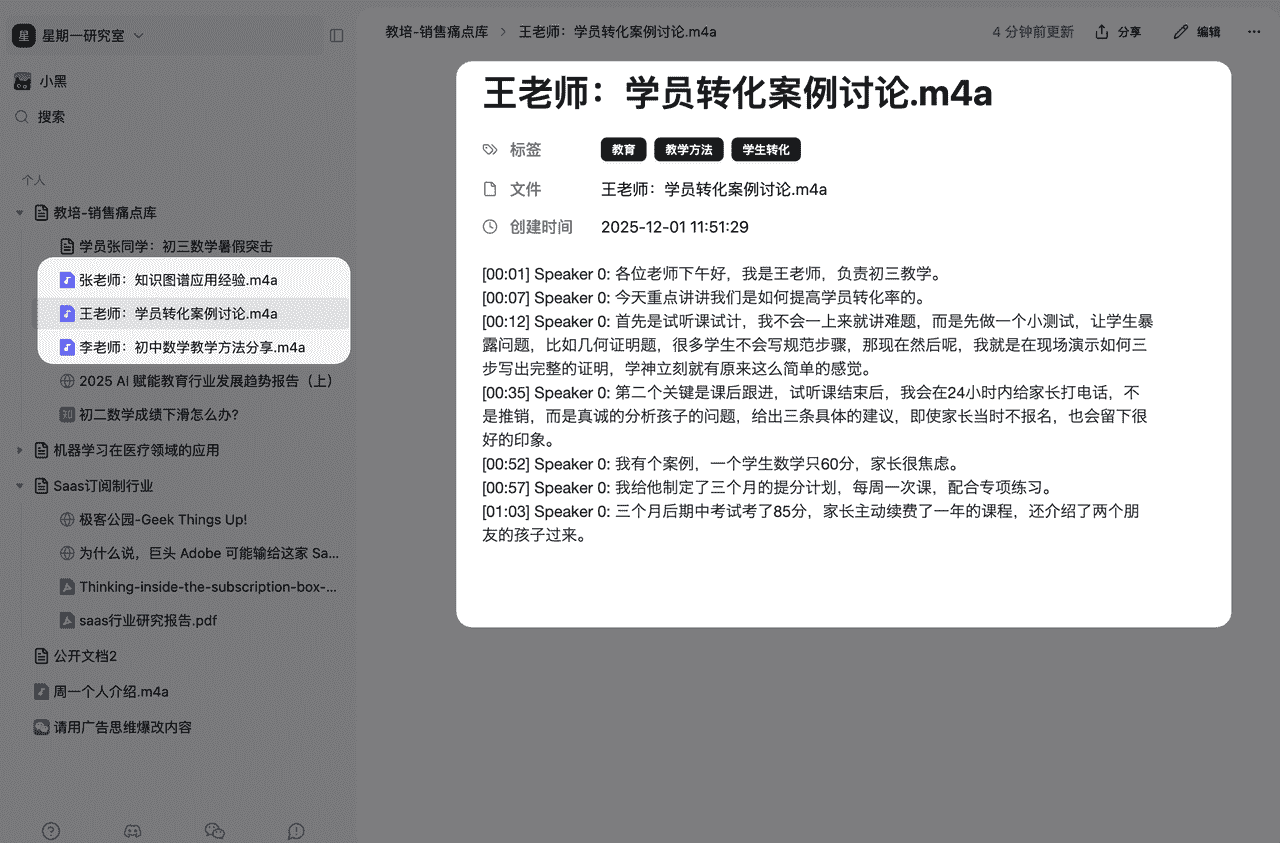 星 星期一研究室
小黑
搜索
个人
教培-销售痛点库
学员张同学：初三数学暑假突击
张老师：知识图谱应用经验.m4a
王老师：学员转化案例讨论.m4a
李老师：初中数学教学方法分享.m4a
2025 AI 赋能教育行业发展趋势报告（上）
知 初二数学成绩下滑怎么办?
机器学习在医疗领域的应用
Saas订阅制行业
极客公园-Geek Things Up!
为什么说，巨头 Adobe 可能输给这家 Sa...
Thinking-inside-the-subscription-box-...
saas行业研究报告.pdf
公开文档2
周一个人介绍.m4a
请用广告思维爆改内容
教培-销售痛点库 > 王老师：学员转化案例讨论.m4a
4 分钟前更新 分享 编辑 ...
王老师：学员转化案例讨论.m4a
标签 教育 教学方法 学生转化
文件 王老师：学员转化案例讨论.m4a
创建时间 2025-12-01 11:51:29
[00:01] Speaker 0: 各位老师下午好，我是王老师，负责初三教学。
[00:07] Speaker 0: 今天重点讲讲我们是如何提高学员转化率的。
[00:12] Speaker 0: 首先是试听课试计，我不会一上来就讲难题，而是先做一个小测试，让学生暴
露问题，比如几何证明题，很多学生不会写规范步骤，那现在然后呢，我就是在现场演示如何三
步写出完整的证明，学神立刻就有原来这么简单的感觉。
[00:35] Speaker 0: 第二个关键是课后跟进，试听课结束后，我会在24小时内给家长打电话，不
是推销，而是真诚的分析孩子的问题，给出三条具体的建议，即使家长当时不报名，也会留下很
好的印象。
[00:52] Speaker 0: 我有个案例，一个学生数学只60分，家长很焦虑。
[00:57] Speaker 0: 我给他制定了三个月的提分计划，每周一次课，配合专项练习。
[01:03] Speaker 0: 三个月后期中考试考了85分，家长主动续费了一年的课程，还介绍了两个朋
友的孩子过来。